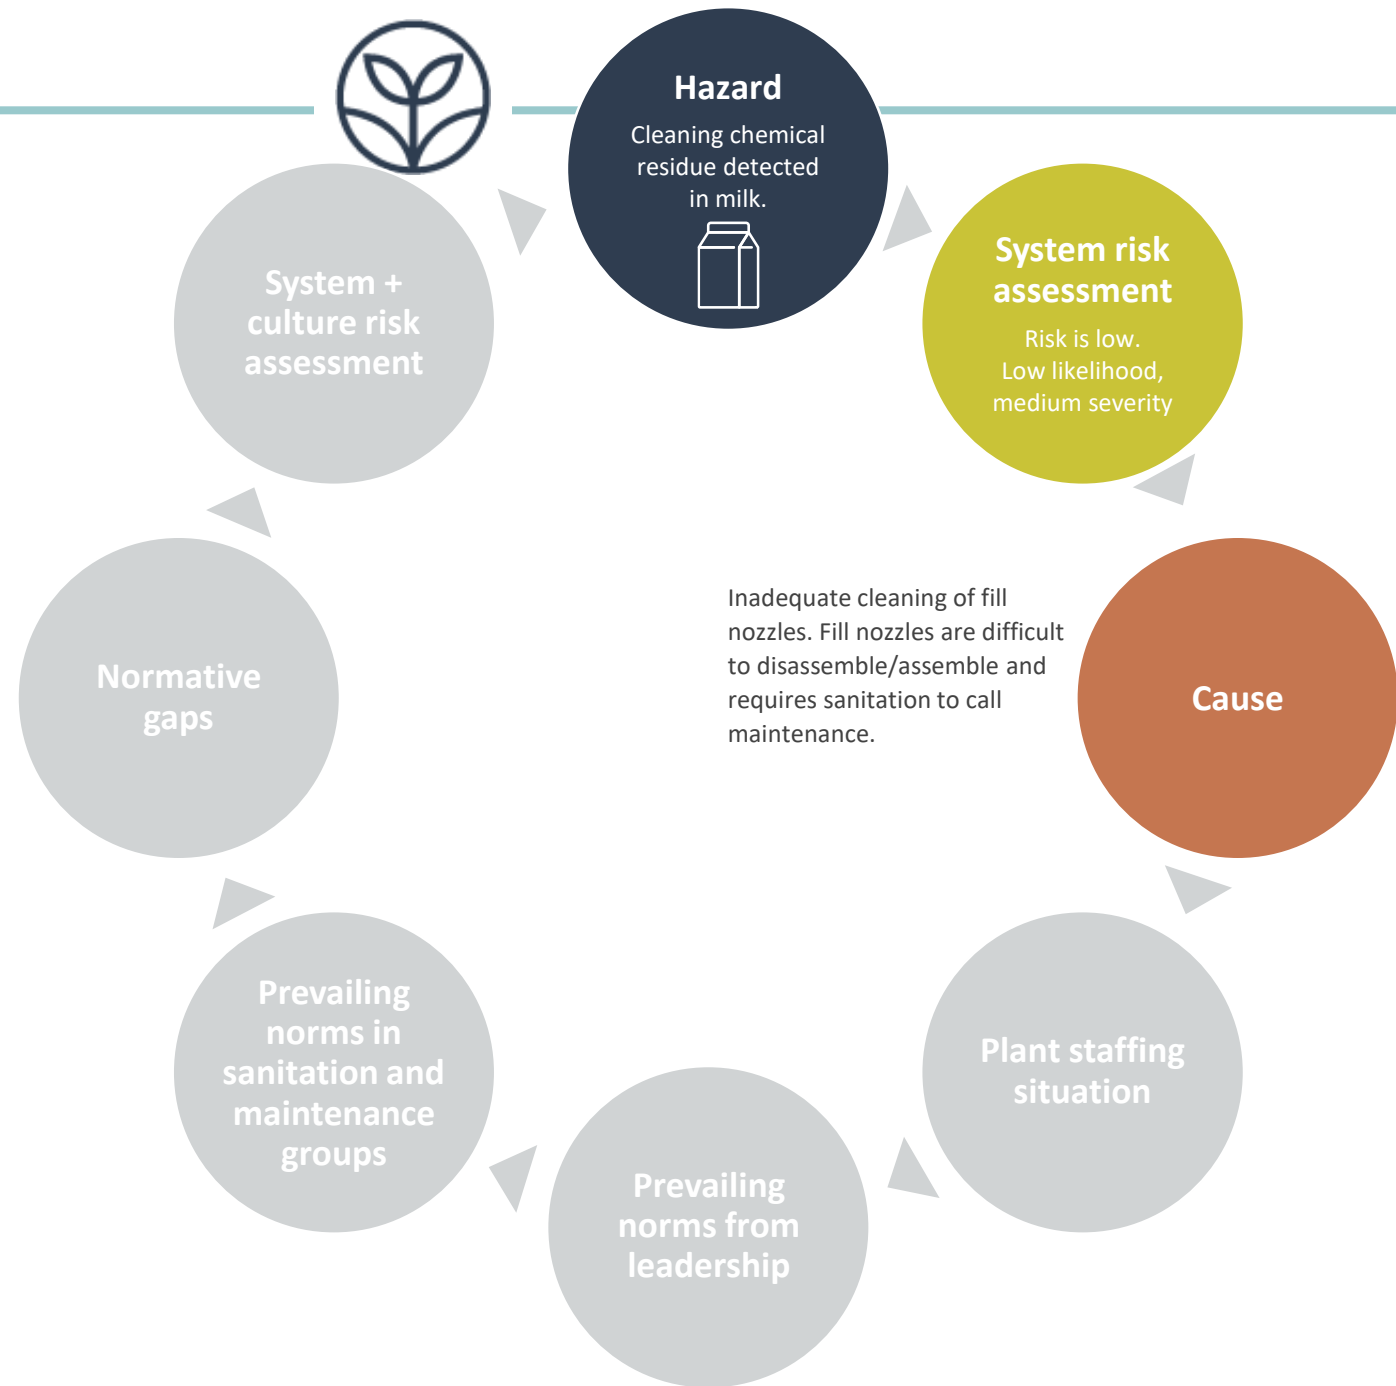 Hazard
Cleaning chemical
residue detected
in milk.
System risk
assessment
Risk is low.
Low likelihood,
medium severity
Cause
Inadequate cleaning of fill
nozzles. Fill nozzles are difficult
to disassemble/assemble and
requires sanitation to call
maintenance.
Plant staffing
situation
Prevailing
norms from
leadership
Prevailing
norms in
sanitation and
maintenance
groups
Normative
gaps
System +
culture risk
assessment